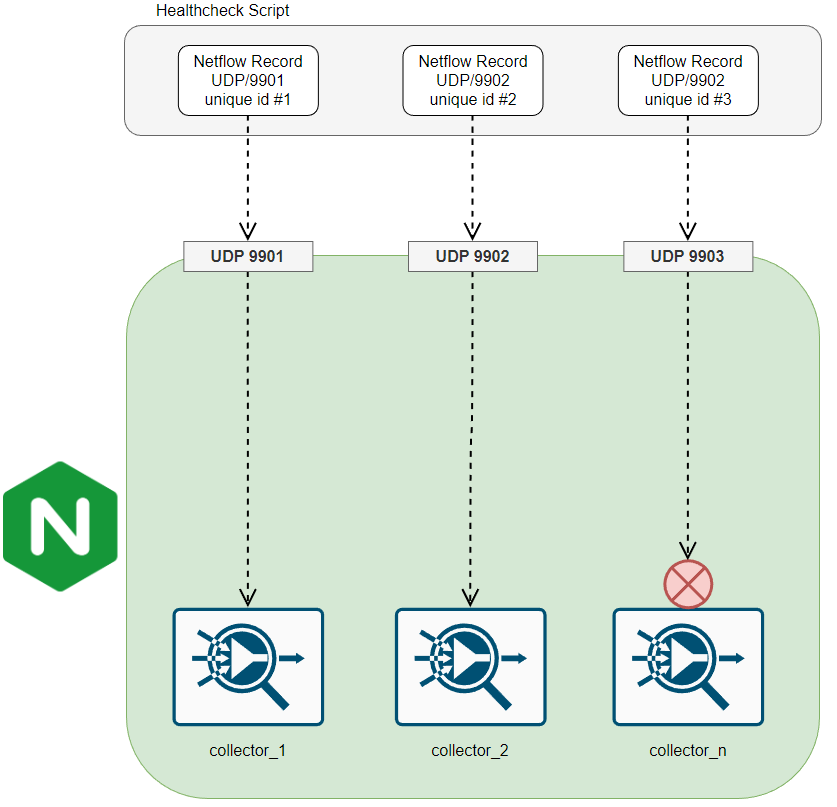 Healthcheck Script
Netflow Record
UDP/9901
unique id #1
Netflow Record
UDP/9902
unique id #2
Netflow Record
UDP/9902
unique id #3
UDP 9901
UDP 9902
UDP 9903
N
collector_1
collector_2
collector_n